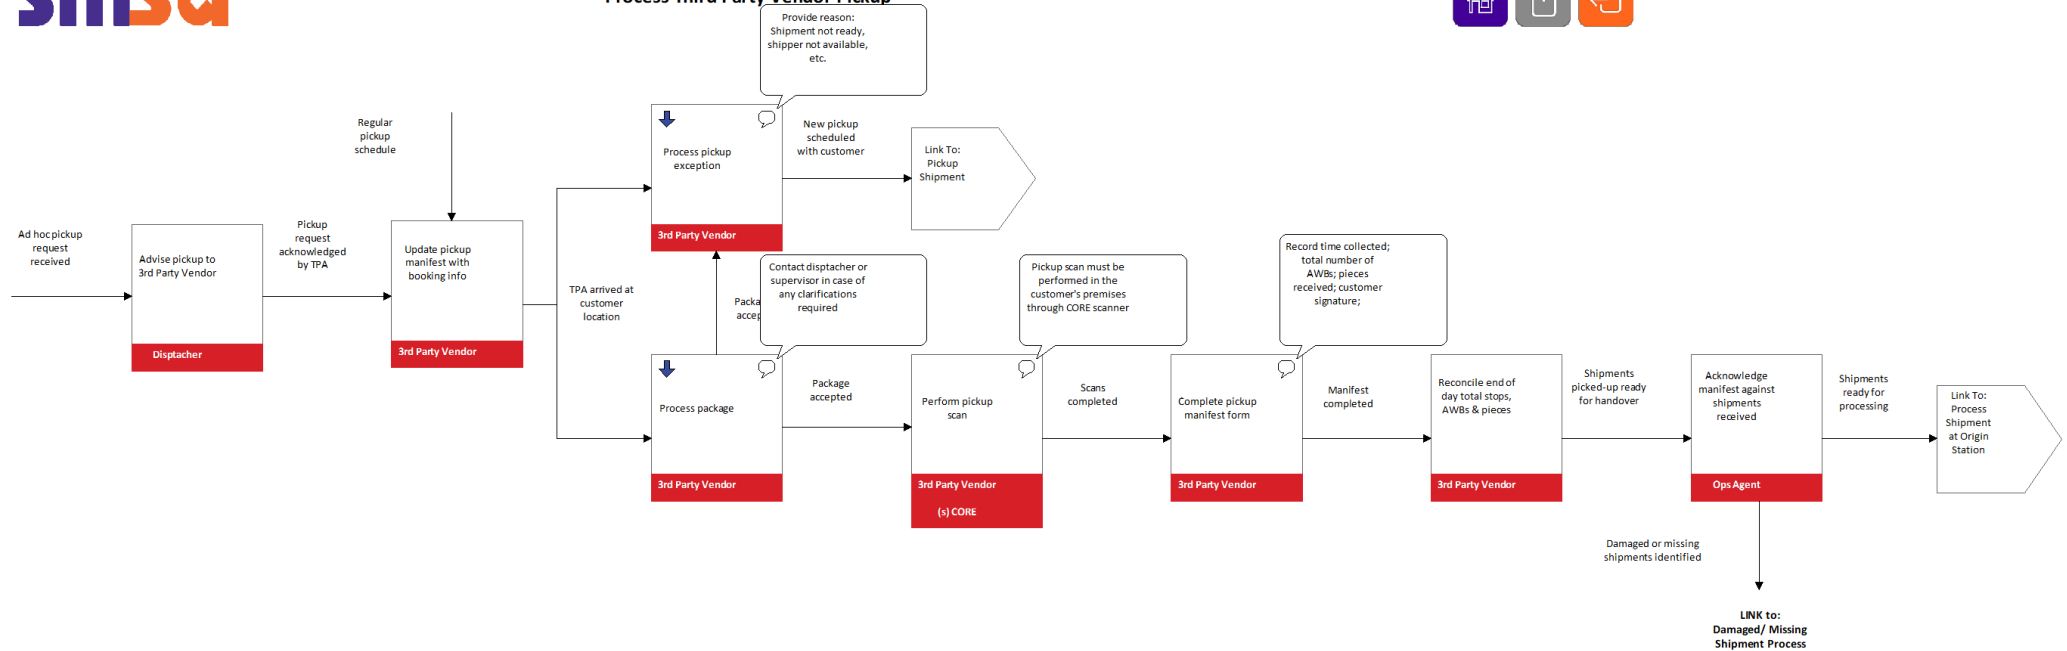 smsa
Process Third Party Vendor Pickup
Provide reason:
Shipment not ready,
shipper not available,
etc.
Regular
pickup
schedule
Process pickup
exception
3rd Party Vendor
New pickup
scheduled
with customer
Link To:
Pickup
Shipment
Ad hoc pickup
request
received
Advise pickup to
3rd Party Vendor
Disptacher
Pickup
request
acknowledged
by TPA
Update pickup
manifest with
booking info
3rd Party Vendor
TPA arrived at
customer
location
Contact disptacher or
supervisor in case of
any clarifications
required
Pickup scan must be
performed in the
customer's premises
through CORE scanner
Record time collected;
total number of
AWBs; pieces
received; customer
signature;
Process package
3rd Party Vendor
Package
accepted
Perform pickup
scan
3rd Party Vendor
(s) CORE
Scans
completed
Complete pickup
manifest form
3rd Party Vendor
Manifest
completed
Reconcile end of
day total stops,
AWBs & pieces
3rd Party Vendor
Shipments
picked-up ready
for handover
Acknowledge
manifest against
shipments
received
Ops Agent
Shipments
ready for
processing
Link To:
Process
Shipment
at Origin
Station
Damaged or missing
shipments identified
LINK to:
Damaged/ Missing
Shipment Process